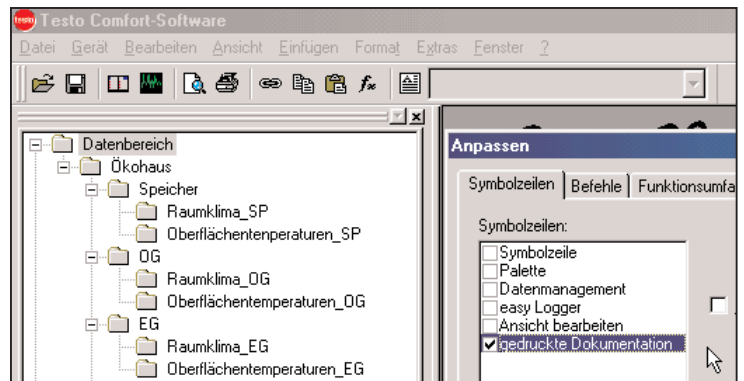 Testo Comfort-Software
Datei Gerät Bearbeiten Ansicht Einfügen Format Extras Fenster ?
Datenbereich
Ökohaus
Speicher
Raumklima_SP
Oberflächentenperaturen_SP
OG
Raumklima_OG
Oberflächentemperaturen_OG
EG
Raumklima_EG
Oberflächentemperaturen_EG
Anpassen
Symbolzeilen Befehle Funktionsumfa
Symbolzeilen:
Symbolzeile
Palette
Datenmanagement
easy Logger
Ansicht bearbeiten
gedruckte Dokumentation